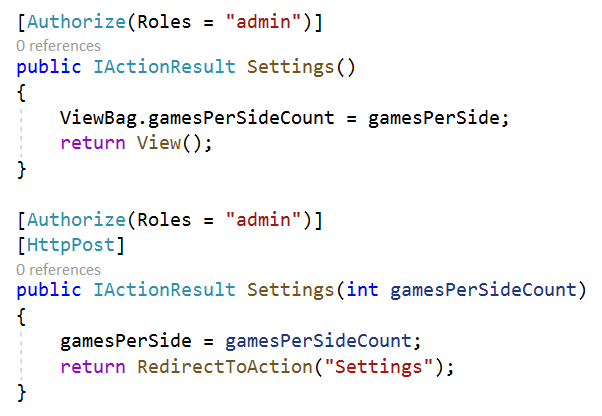 [Authorize(Roles = "admin")]
0 references
public IActionResult Settings()
{
    ViewBag.gamesPerSideCount = gamesPerSide;
    return View();
}
[Authorize(Roles = "admin")]
[HttpPost]
0 references
public IActionResult Settings(int gamesPerSideCount)
{
    gamesPerSide = gamesPerSideCount;
    return RedirectToAction("Settings");
}